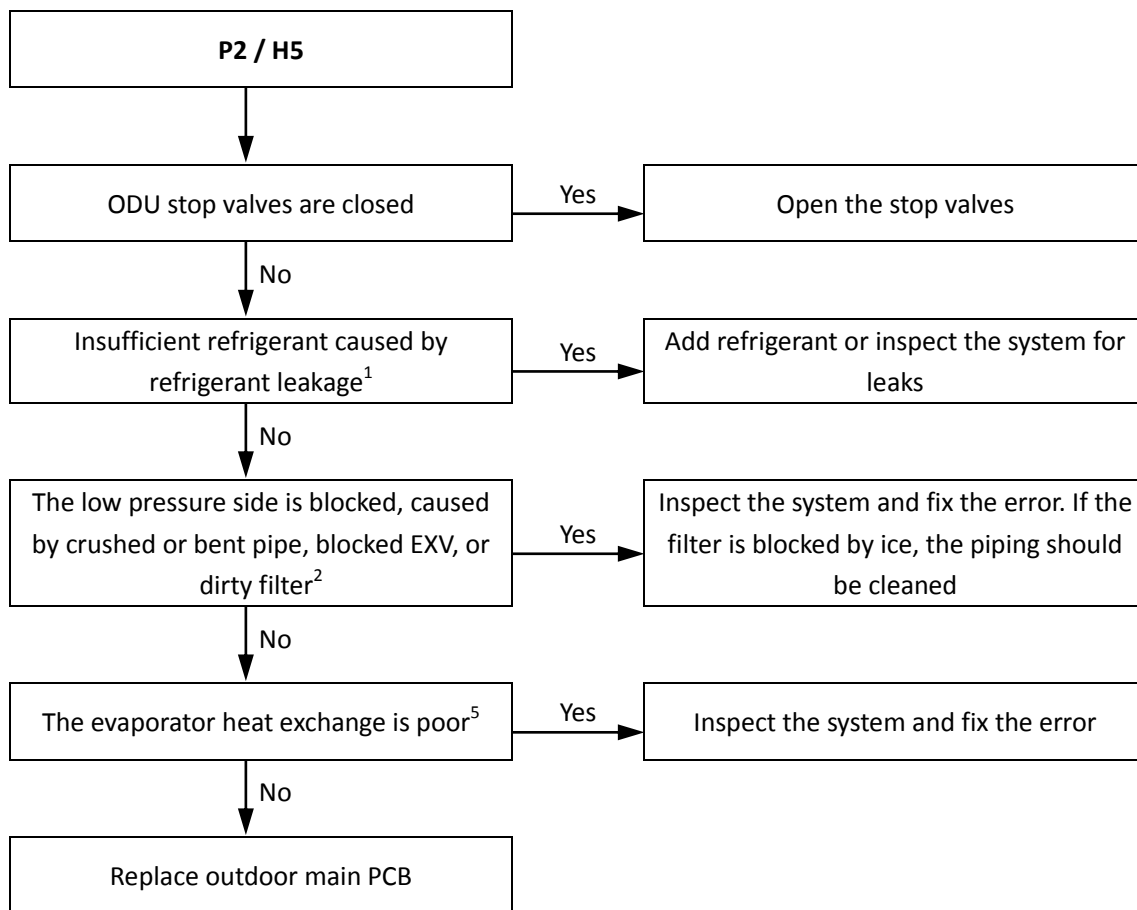 P2 / H5
ODU stop valves are closed
Yes
Open the stop valves
No
Insufficient refrigerant caused by
refrigerant leakage1
Yes
Add refrigerant or inspect the system for
leaks
No
The low pressure side is blocked, caused
by crushed or bent pipe, blocked EXV, or
dirty filter2
Yes
Inspect the system and fix the error. If the
filter is blocked by ice, the piping should
be cleaned
No
The evaporator heat exchange is poor5
Yes
Inspect the system and fix the error
No
Replace outdoor main PCB